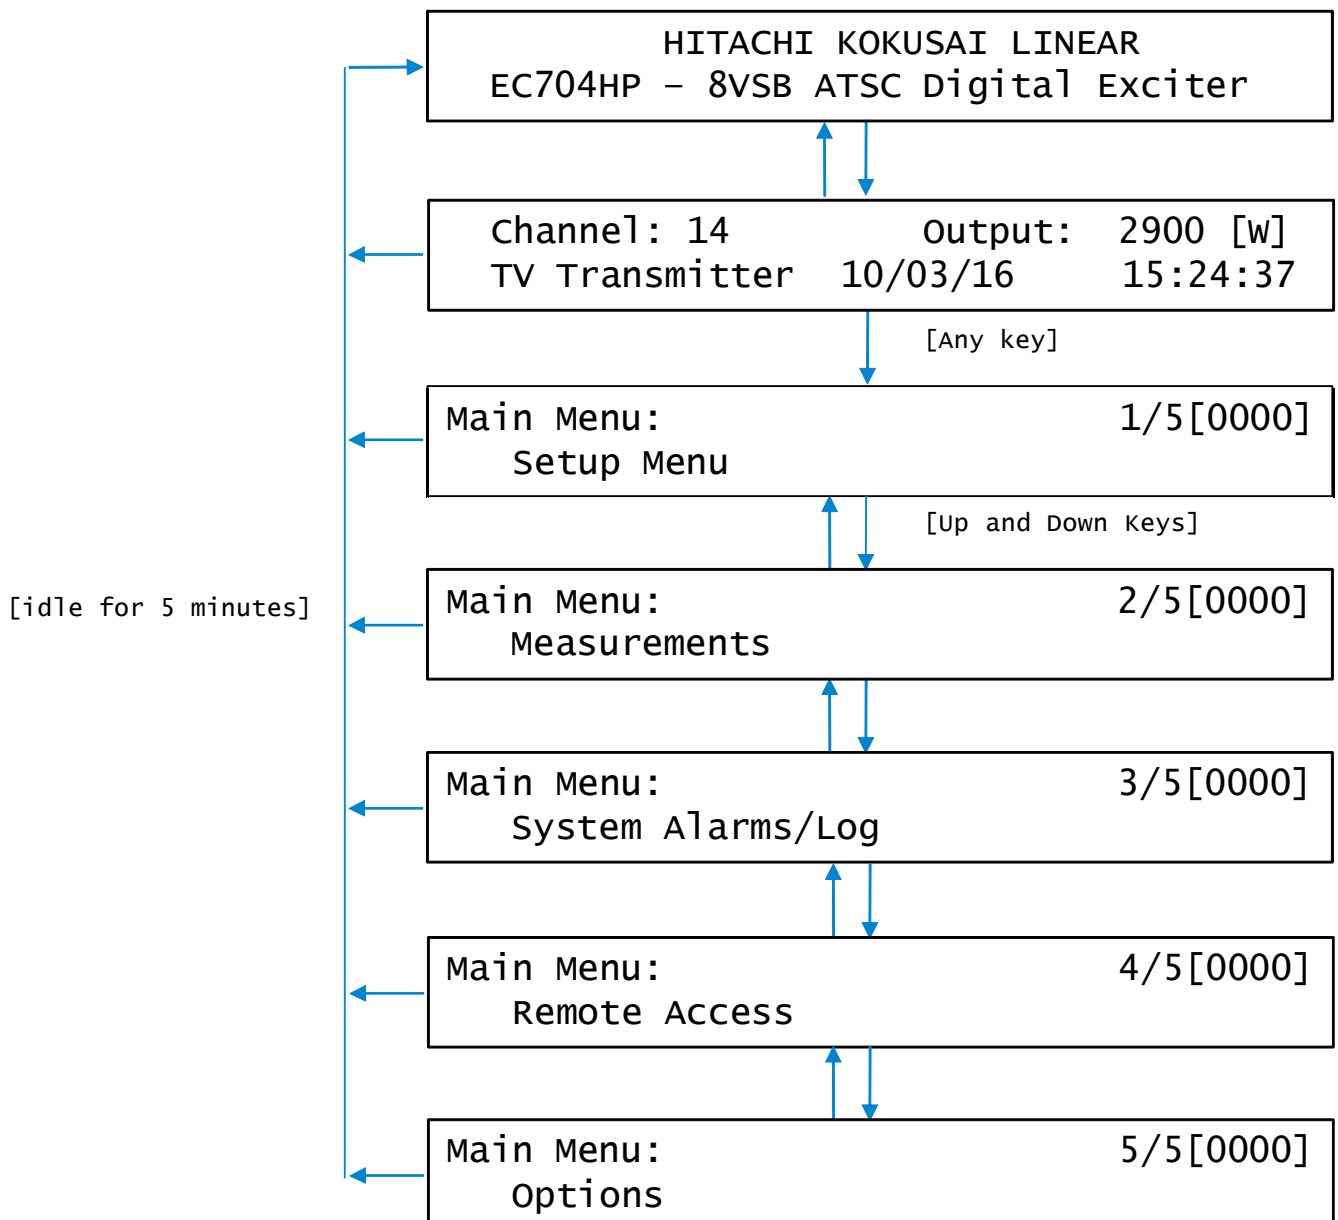 HITACHI KOKUSAI LINEAR
EC704HP – 8VSB ATSC Digital Exciter
Channel: 14 Output: 2900 [W]
TV Transmitter 10/03/16 15:24:37
[Any key]
Main Menu: 1/5[0000]
Setup Menu
[Up and Down Keys]
Main Menu: 2/5[0000]
Measurements
[idle for 5 minutes]
Main Menu: 3/5[0000]
System Alarms/Log
Main Menu: 4/5[0000]
Remote Access
Main Menu: 5/5[0000]
Options